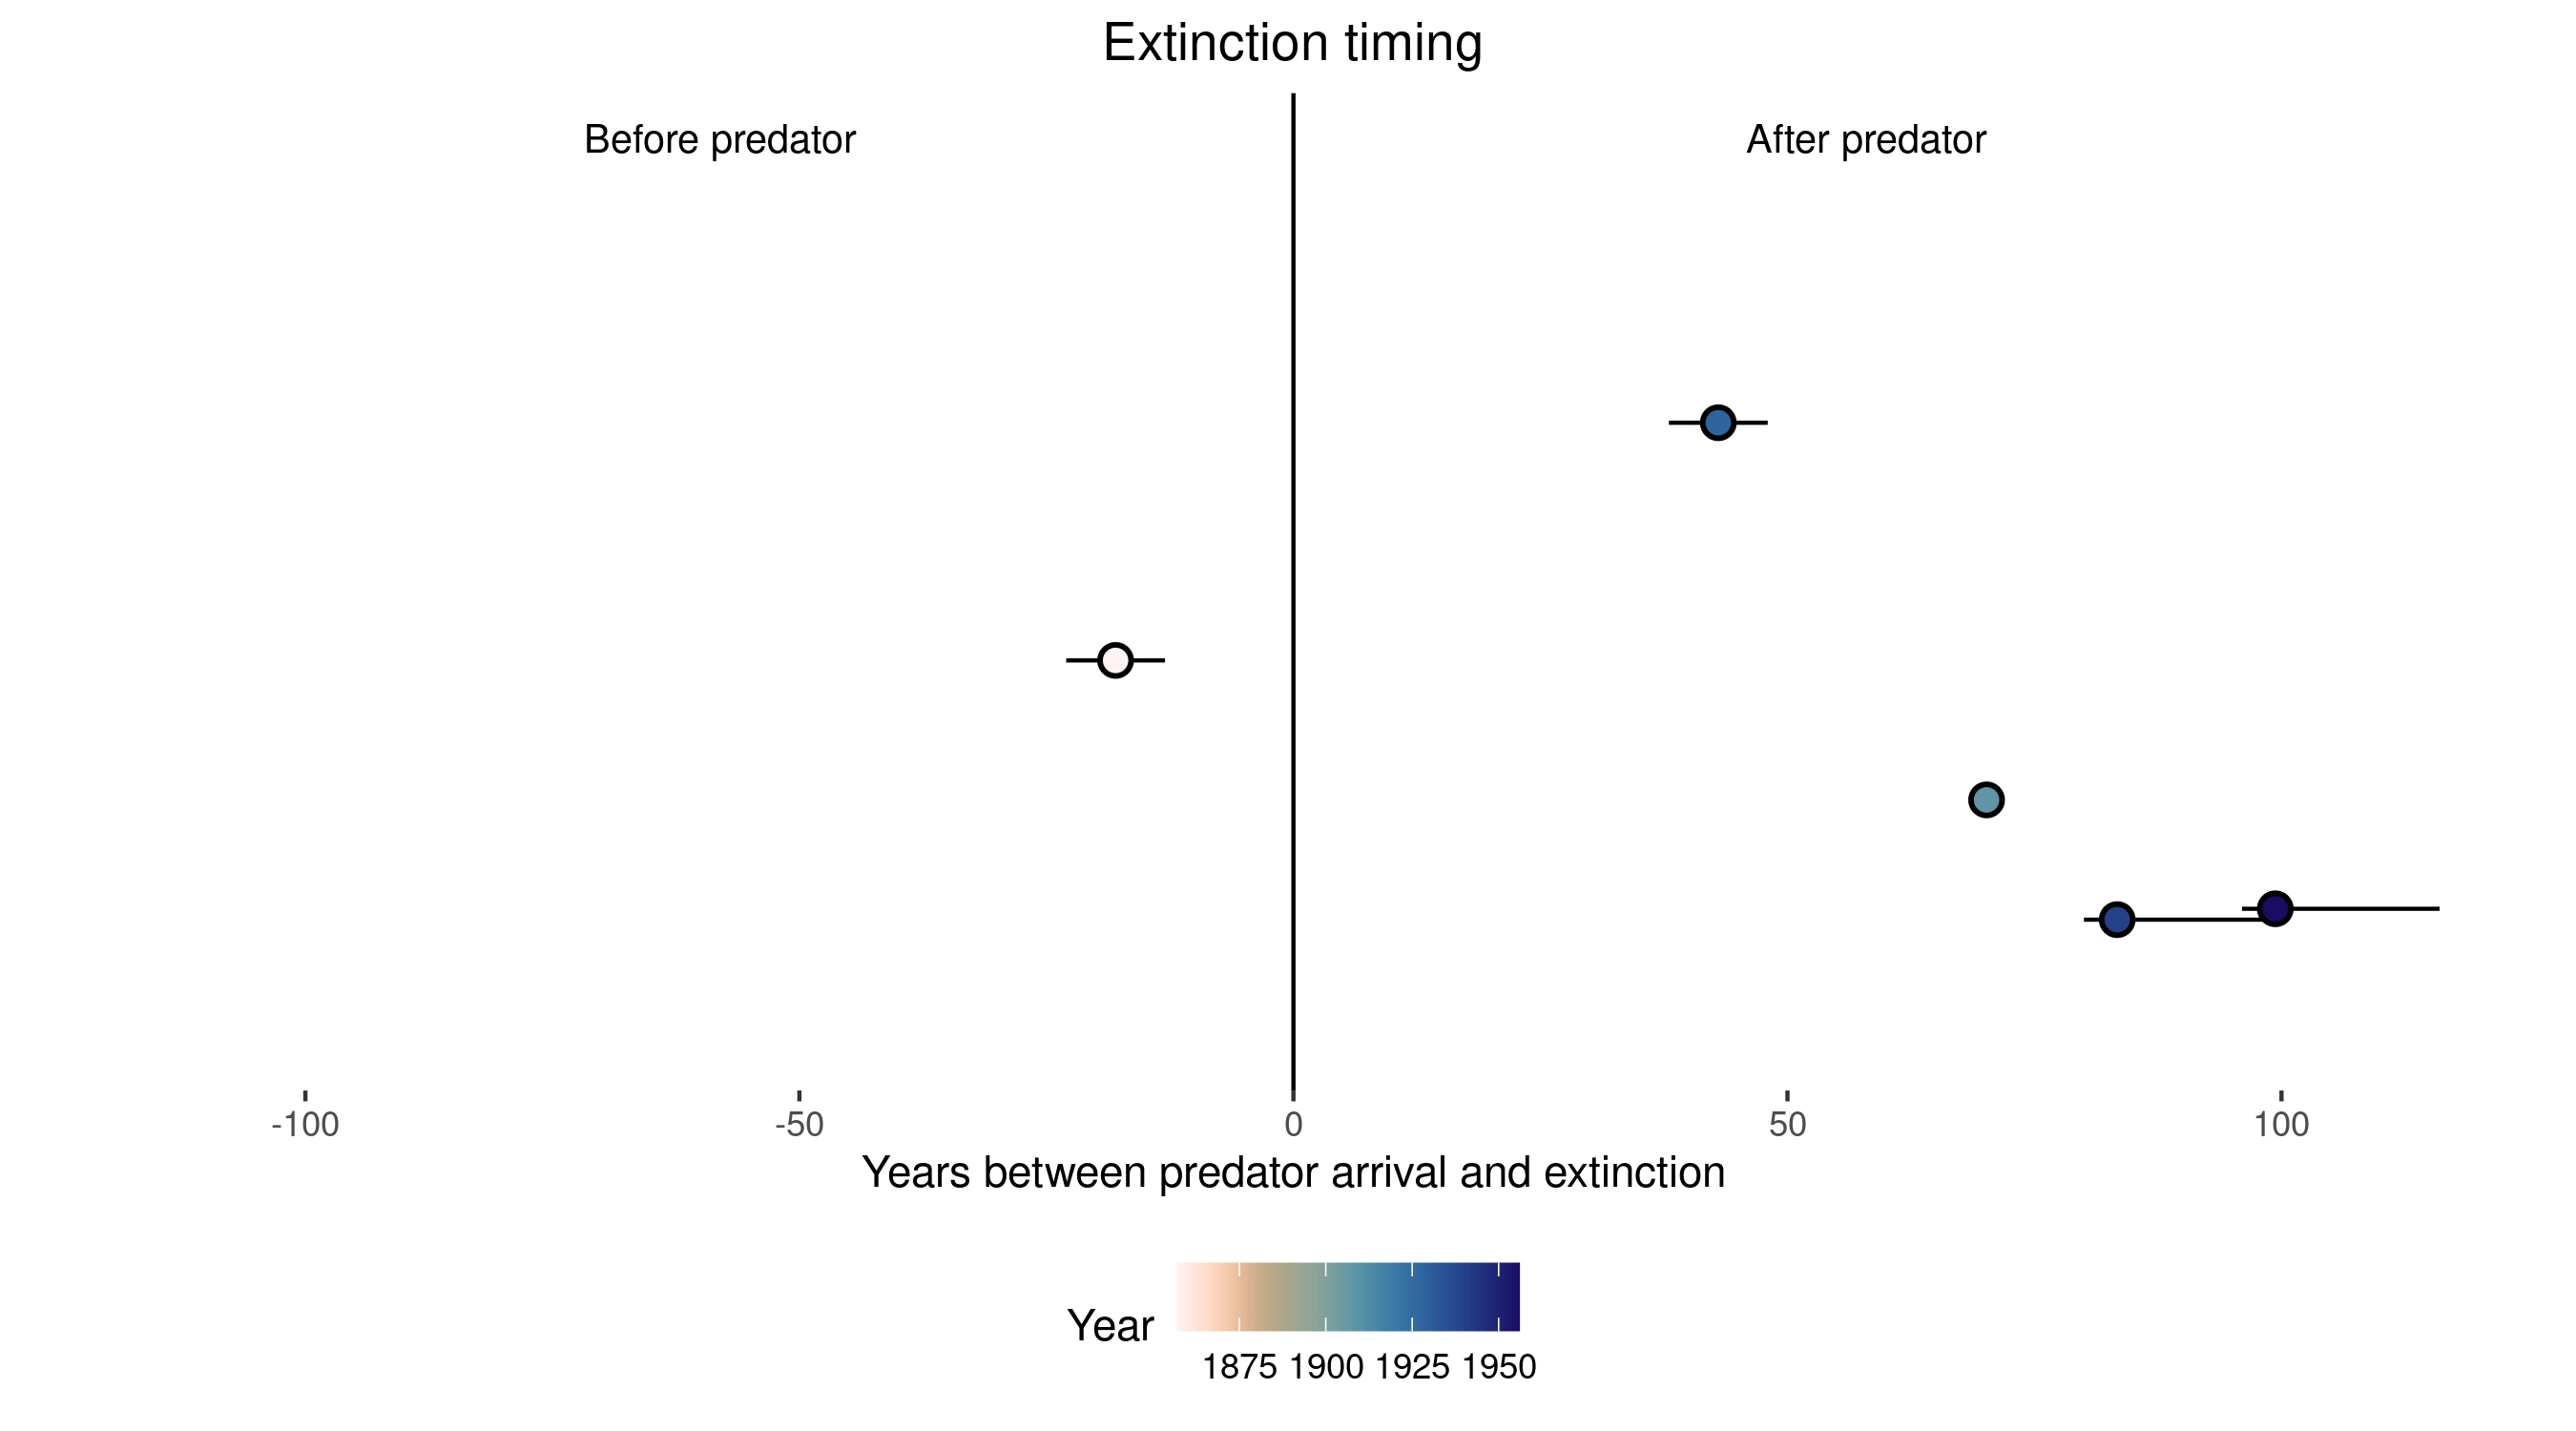 Extinction timing
Before predator
After predator
-100 -50 0 50 100
Years between predator arrival and extinction
Year
1875 1900 1925 1950